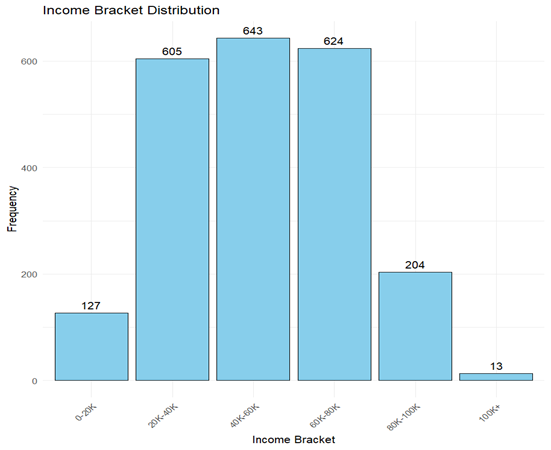 Income Bracket Distribution
643
624
605
600
400
Frequency
204
200
127
13
0
0-20K
20K-40K
40K-60K
60K-80K
80K-100K
100K+
Income Bracket